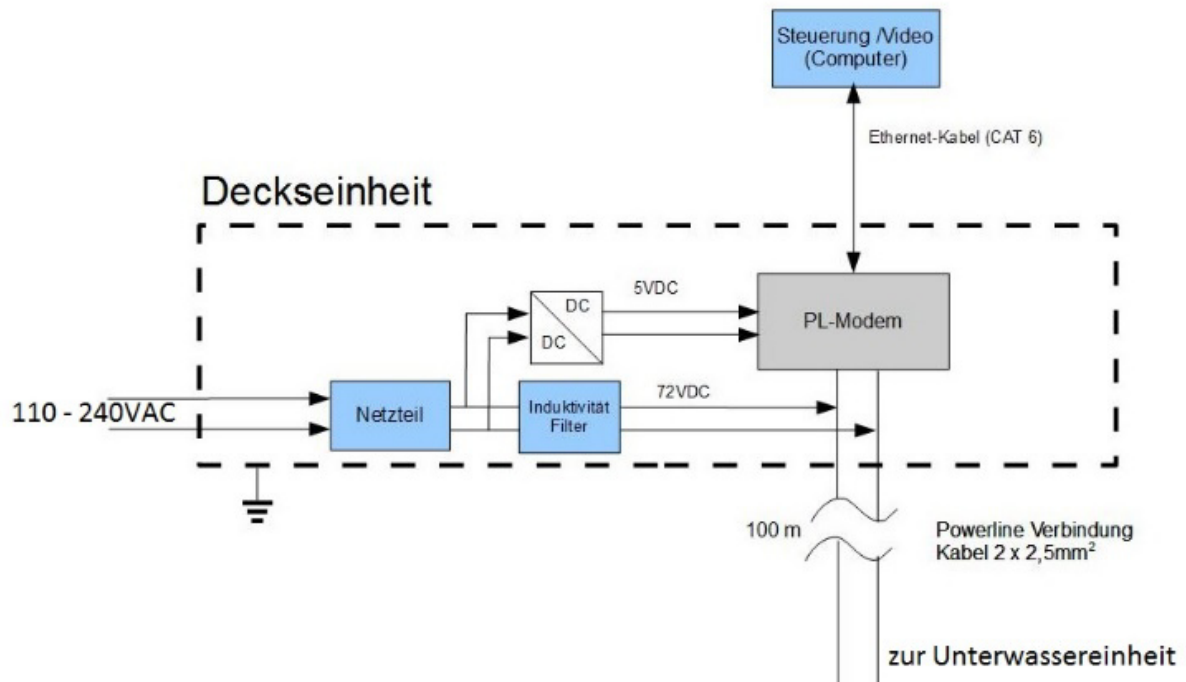 Steuerung /Video
(Computer)
Ethernet-Kabel (CAT 6)
Deckseinheit
DC
DC
5VDC
PL-Modem
110 - 240VAC
Netzteil
Induktivität
Filter
72VDC
100 m
Powerline Verbindung
Kabel 2 x 2,5mm²
zur Unterwassereinheit